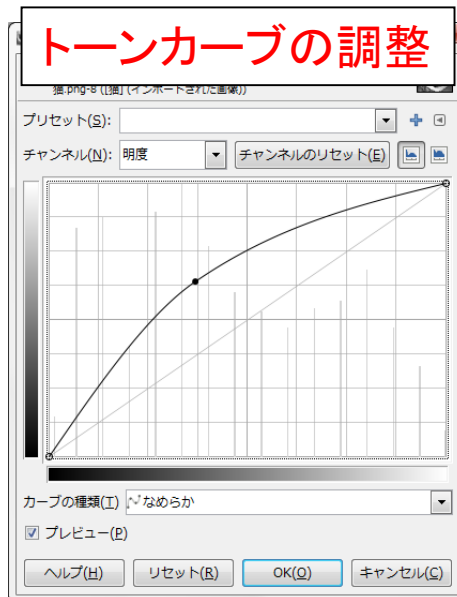 トーンカーブの調整
猫.png-8 ([猫] (インポートされた画像))
プリセット(S):
チャンネル(N): 明度 チャンネルのリセット(E)
カーブの種類(T) なめらか
プレビュー(P)
ヘルプ(H) リセット(R) OK(O) キャンセル(C)